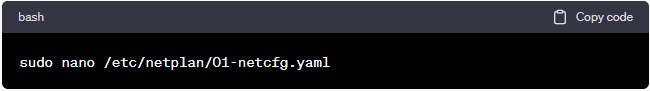 bash
Copy code
sudo nano /etc/netplan/01-netcfg.yaml